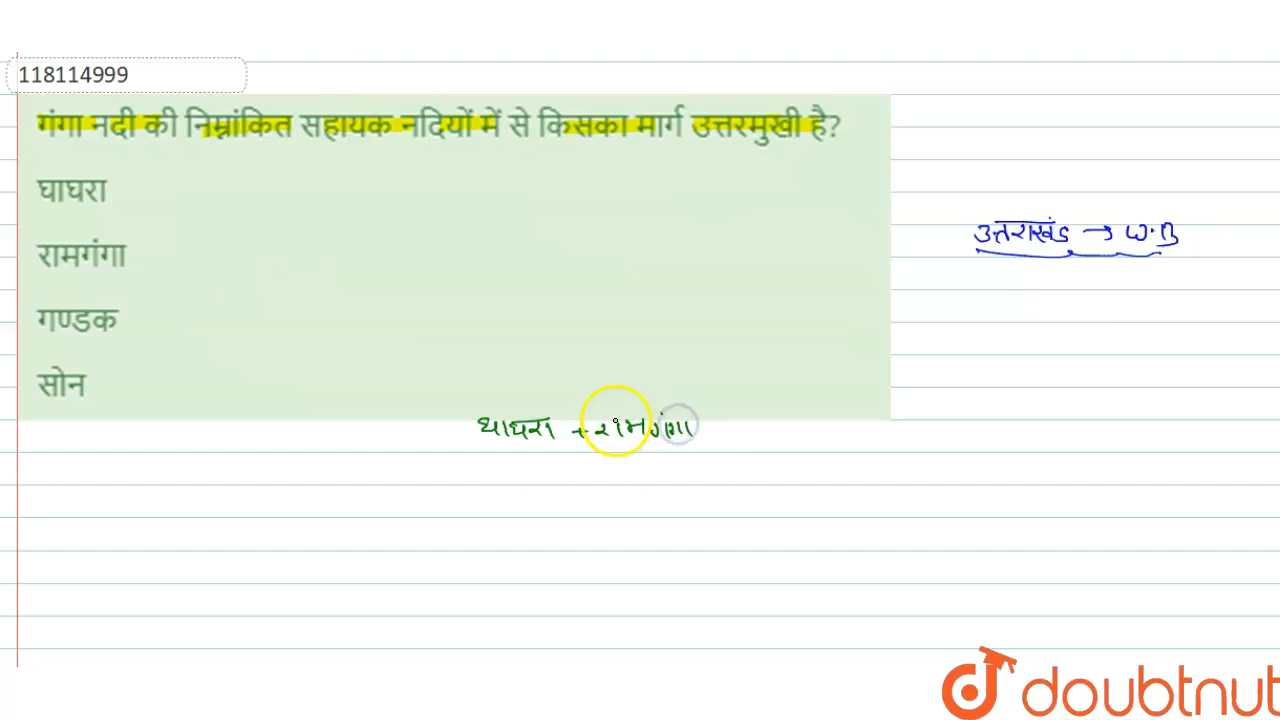 118114999
गंगा नदी की निम्नांकित सहायक नदियों में से किसका मार्ग उत्तरमुखी है?
घाघरा
रामगंगा
उत्तराखंड → W.B
गण्डक
सोन
घाघरा + रामगंगा
doubtnut